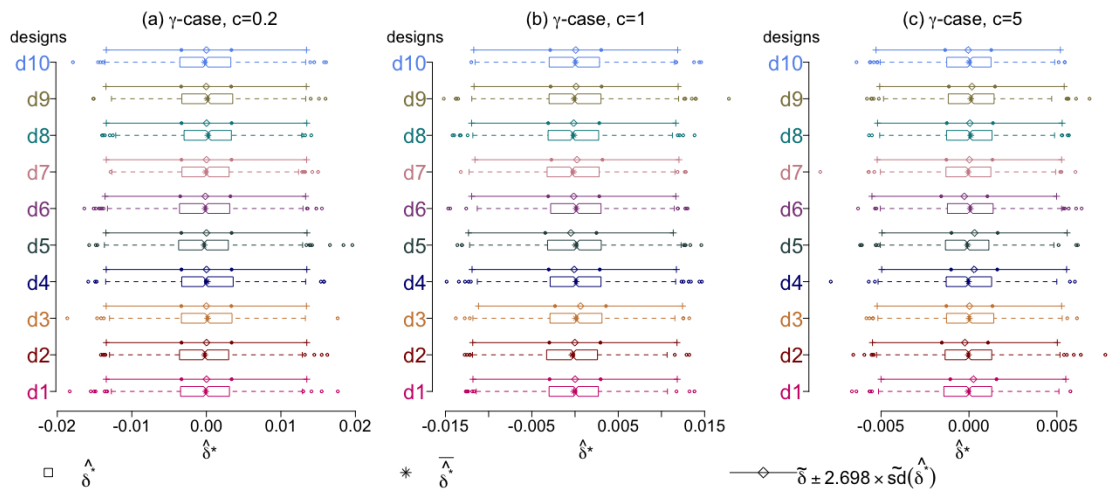 (a) γ-case, c=0.2
designs
d10
d9
d8
d7
d6
d5
d4
d3
d2
d1
-0.02 -0.01 0.00 0.01 0.02
δ̂*
(b) γ-case, c=1
designs
d10
d9
d8
d7
d6
d5
d4
d3
d2
d1
-0.015 -0.005 0.005 0.015
δ̂*
(c) γ-case, c=5
designs
d10
d9
d8
d7
d6
d5
d4
d3
d2
d1
-0.005 0.000 0.005
δ̂*
δ̂* δ̂*̅ δ̃ ± 2.698 × s̃d(δ̂*)